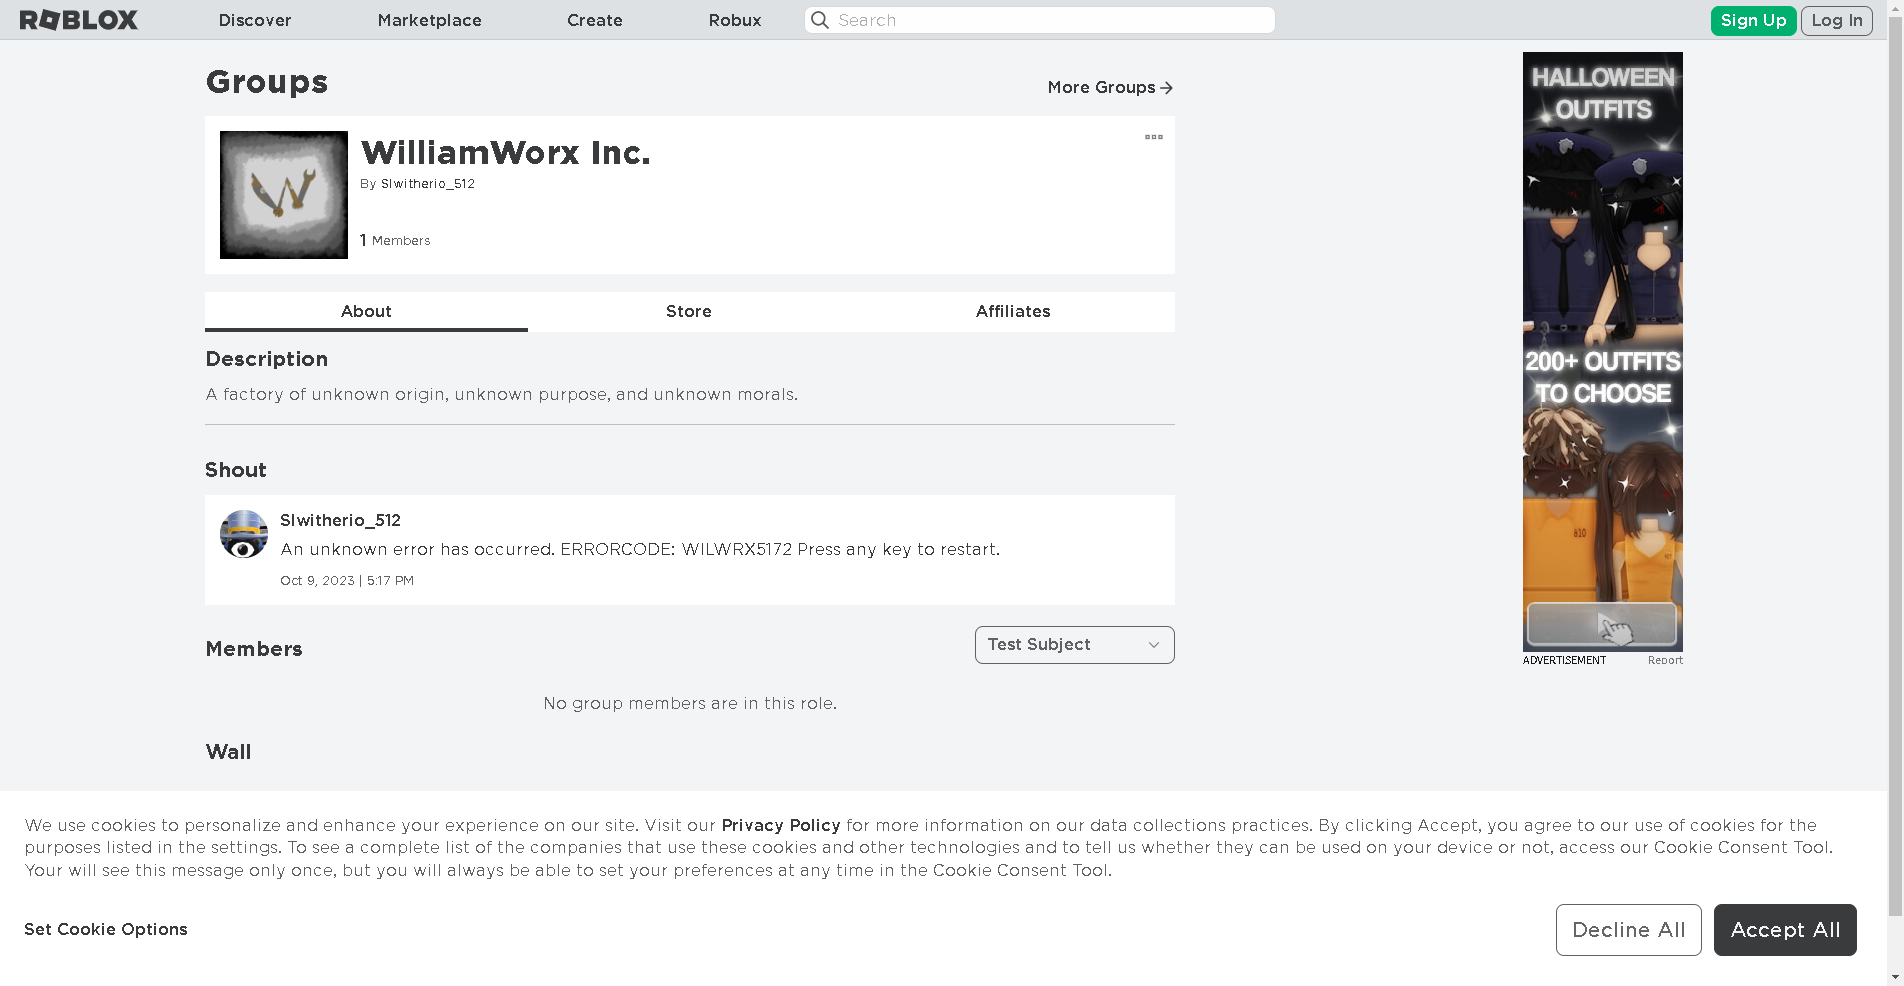 ROBLOX
Discover
Marketplace
Create
Robux
Search
Sign Up
Log In
Groups
More Groups
WilliamWorx Inc.
By Slwitherio_512
1 Members
About
Store
Affiliates
Description
A factory of unknown origin, unknown purpose, and unknown morals.
Shout
Slwitherio_512
An unknown error has occurred. ERRORCODE: WILWRX5172 Press any key to restart.
Oct 9, 2023 | 5:17 PM
Members
Test Subject
No group members are in this role.
Wall
HALLOWEEN
OUTFITS
200+ OUTFITS
TO CHOOSE
810
ADVERTISEMENT
Report
We use cookies to personalize and enhance your experience on our site. Visit our Privacy Policy for more information on our data collections practices. By clicking Accept, you agree to our use of cookies for the
purposes listed in the settings. To see a complete list of the companies that use these cookies and other technologies and to tell us whether they can be used on your device or not, access our Cookie Consent Tool.
Your will see this message only once, but you will always be able to set your preferences at any time in the Cookie Consent Tool.
Set Cookie Options
Decline All
Accept All